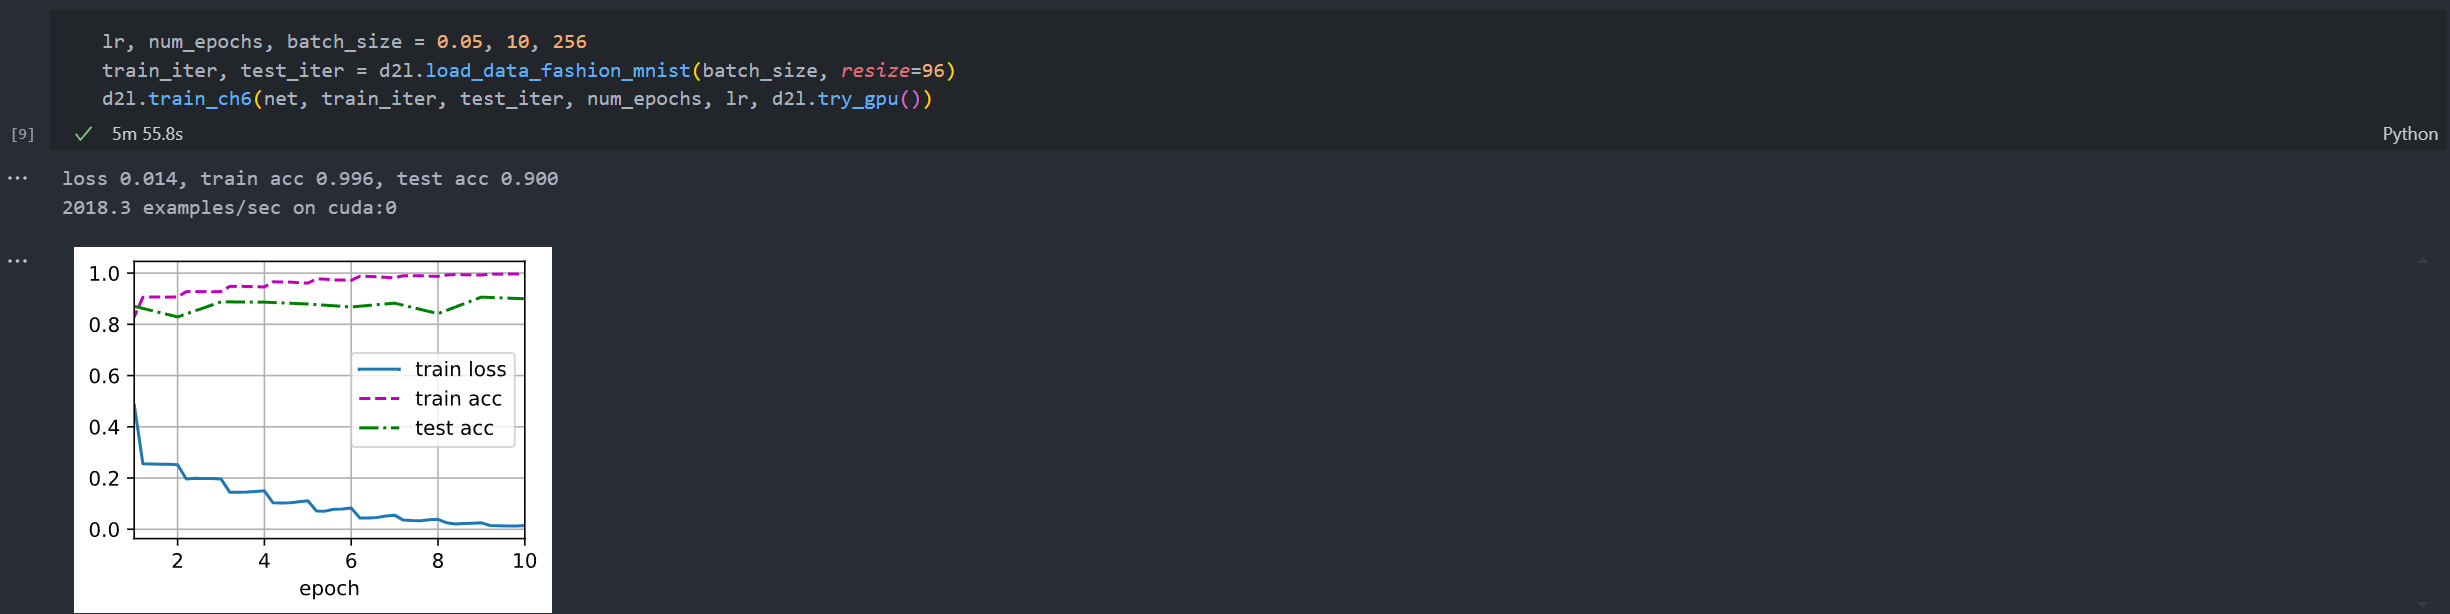 lr, num_epochs, batch_size = 0.05, 10, 256
train_iter, test_iter = d2l.load_data_fashion_mnist(batch_size, resize=96)
d2l.train_ch6(net, train_iter, test_iter, num_epochs, lr, d2l.try_gpu())
[9]
5m 55.8s
Python
loss 0.014, train acc 0.996, test acc 0.900
2018.3 examples/sec on cuda:0
1.0
0.8
0.6
0.4
0.2
0.0
train loss
train acc
test acc
2 4 6 8 10
epoch